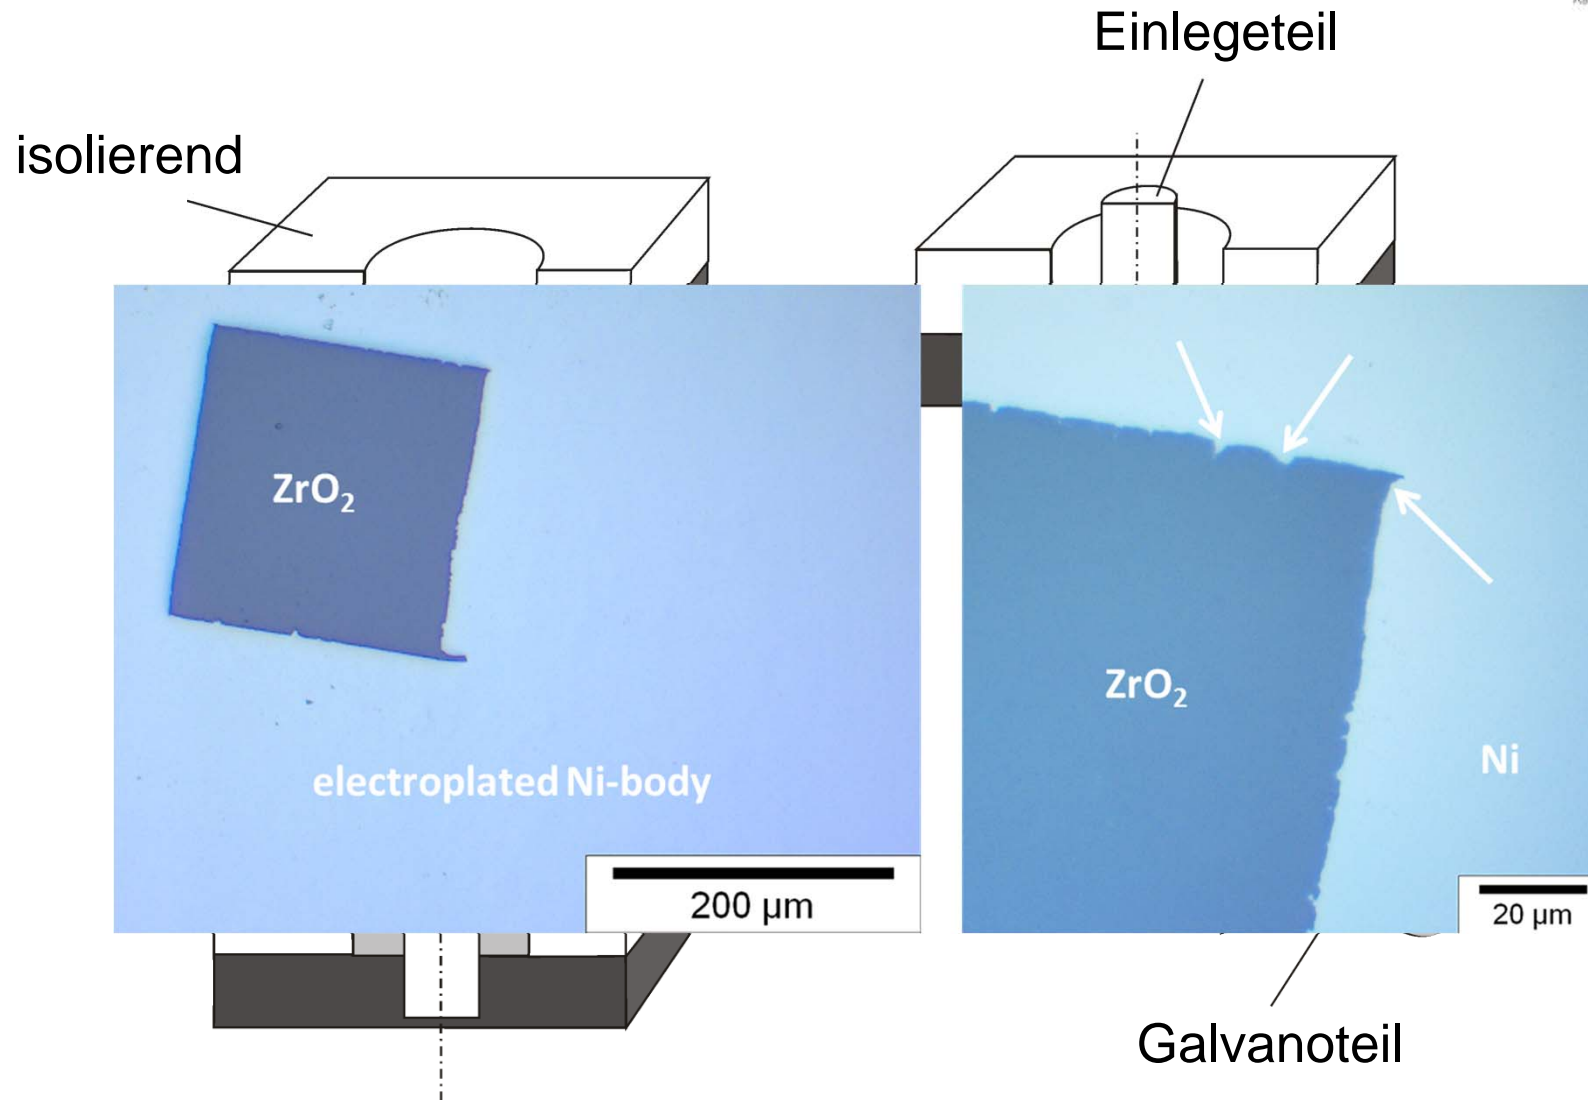 Einlegeteil
isolierend
ZrO₂
electroplated Ni-body
200 µm
ZrO₂
Ni
20 µm
Galvanoteil